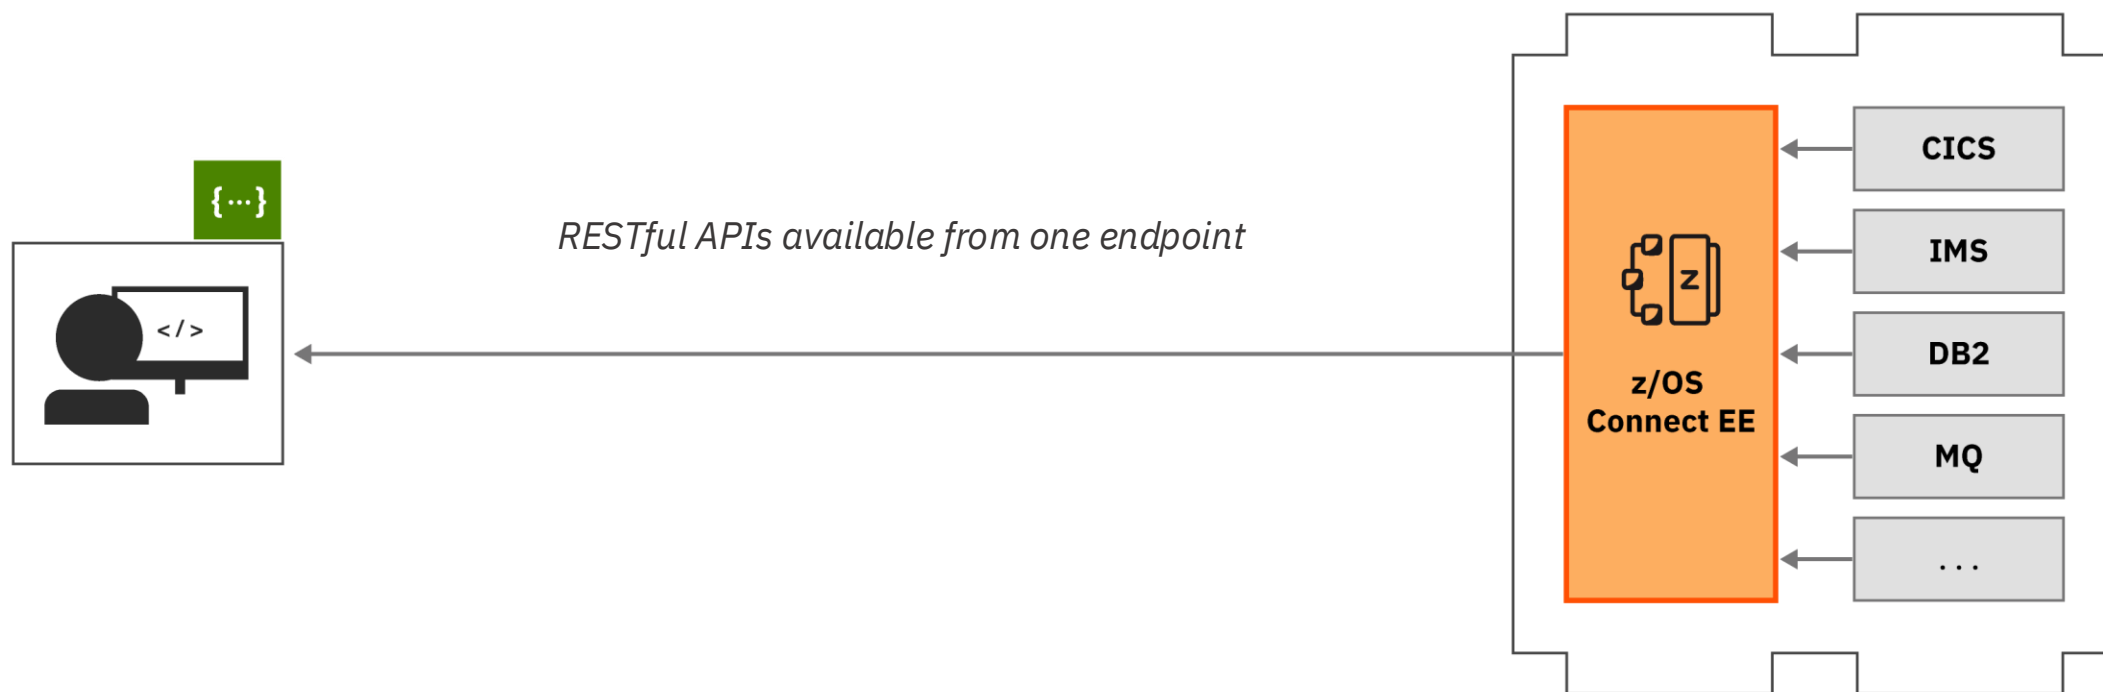 {...}
</>
RESTful APIs available from one endpoint
z
z/OS
Connect EE
CICS
IMS
DB2
MQ
...